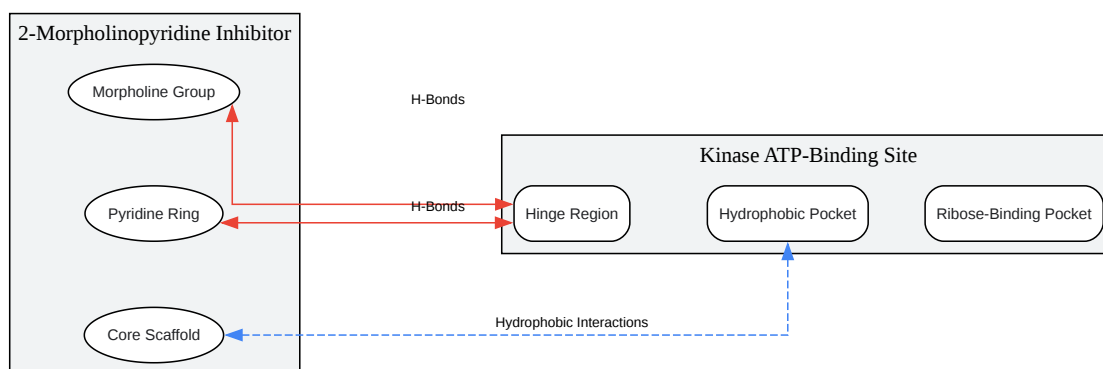 2-Morpholinopyridine Inhibitor
Morpholine Group
H-Bonds
Kinase ATP-Binding Site
Pyridine Ring
H-Bonds
Hinge Region
Hydrophobic Pocket
Ribose-Binding Pocket
Core Scaffold
Hydrophobic Interactions